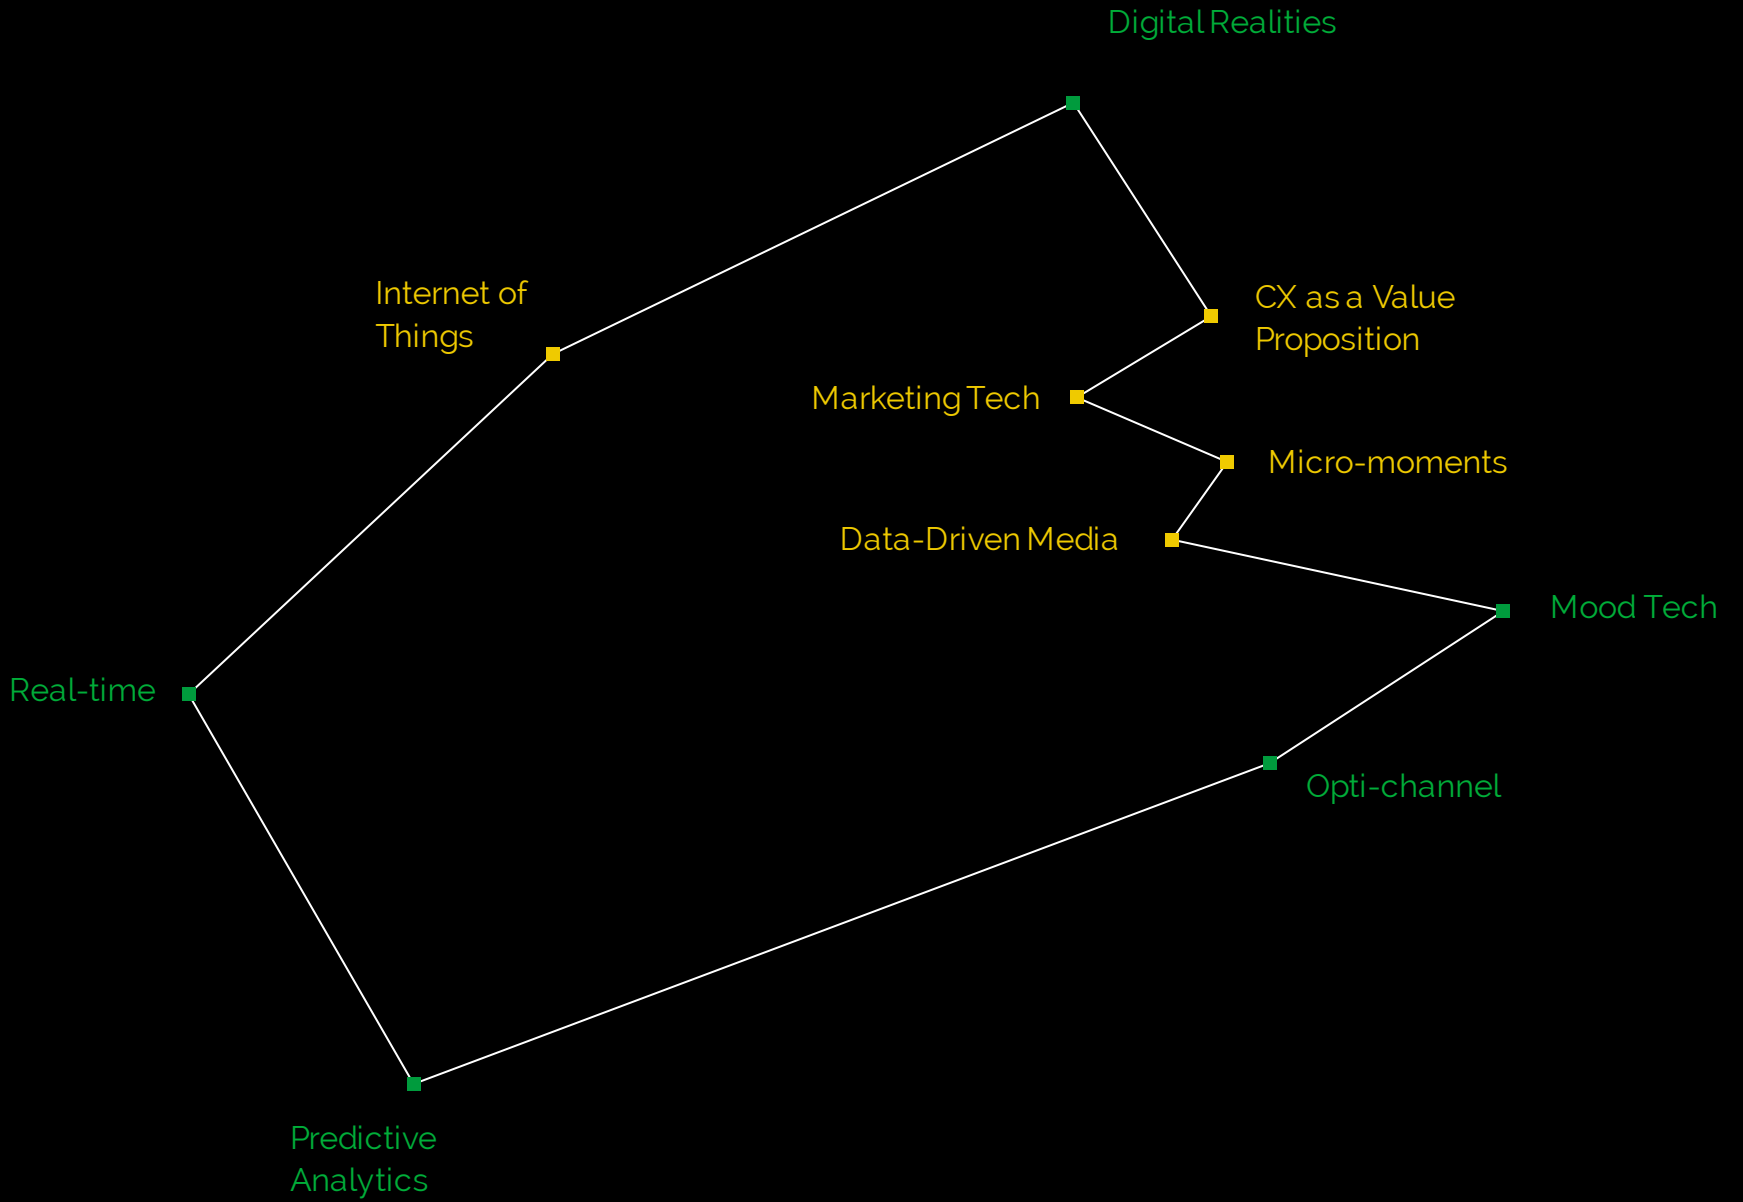 Digital Realities
Internet of
Things
CX as a Value
Proposition
Marketing Tech
Micro-moments
Data-Driven Media
Mood Tech
Real-time
Opti-channel
Predictive
Analytics